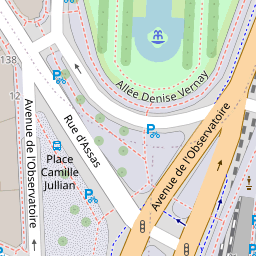 138
Allée Denise Vernay
12
Avenue de l'Observatoire
Rue d'Assas
Place
Camille
Jullian
Avenue de l'Observatoire